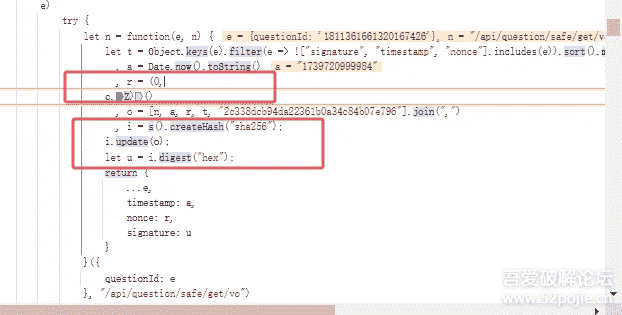 e)
try {
let n = function(e, n) { e = {questionId: '1811361661320167426'}, n = "/api/question/safe/get/vo
let t = Object.keys(e).filter(e => !["signature", "timestamp", "nonce"].includes(e)).sort().
, a = Date.now().toString() a = "1739720999984"
, r = (0,
c.Z)()
, o = [n, a, r, t, "2c338dcb94da22361b0a34c84b07e796"].join(",")
, i = s().createHash("sha256");
i.update(o);
let u = i.digest("hex");
return {
...e,
timestamp: a,
nonce: r,
signature: u
}
}({
questionId: e
}, "/api/question/safe/get/vo")
吾爱破解论坛
www.52pojie.cn